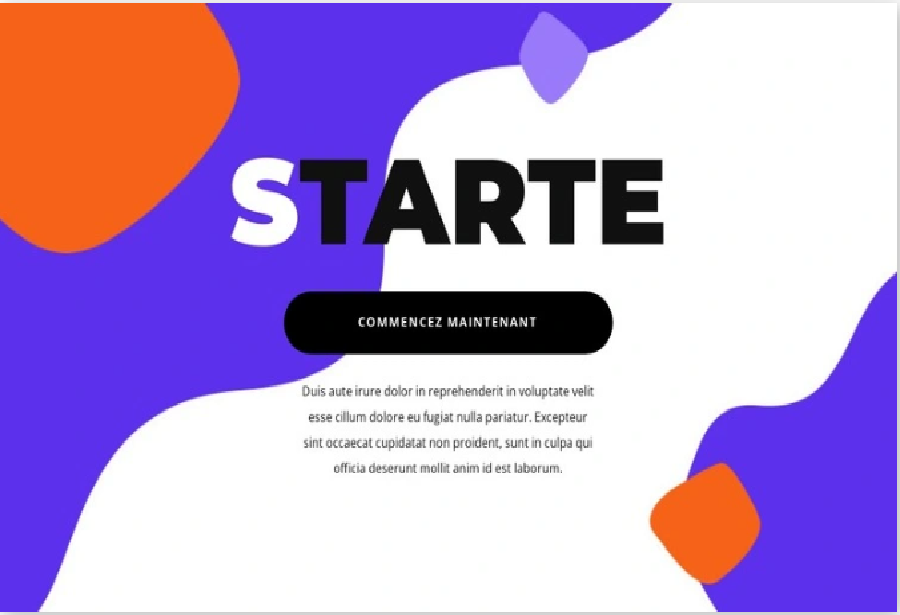 STARTE
COMMENCEZ MAINTENANT
Duis aute irure dolor in reprehenderit in voluptate velit
esse cillum dolore eu fugiat nulla pariatur. Excepteur
sint occaecat cupidatat non proident, sunt in culpa qui
officia deserunt mollit anim id est laborum.